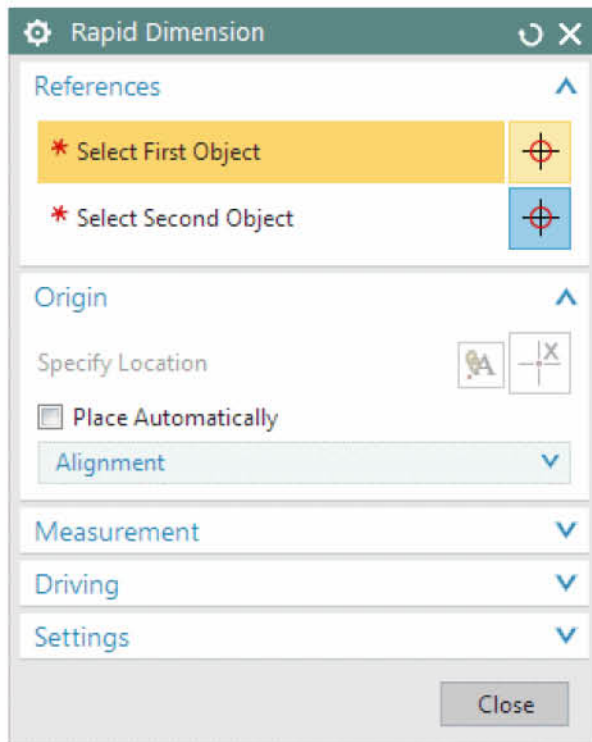 Rapid Dimension
References
* Select First Object
* Select Second Object
Origin
Specify Location
A
X
Place Automatically
Alignment
Measurement
Driving
Settings
Close